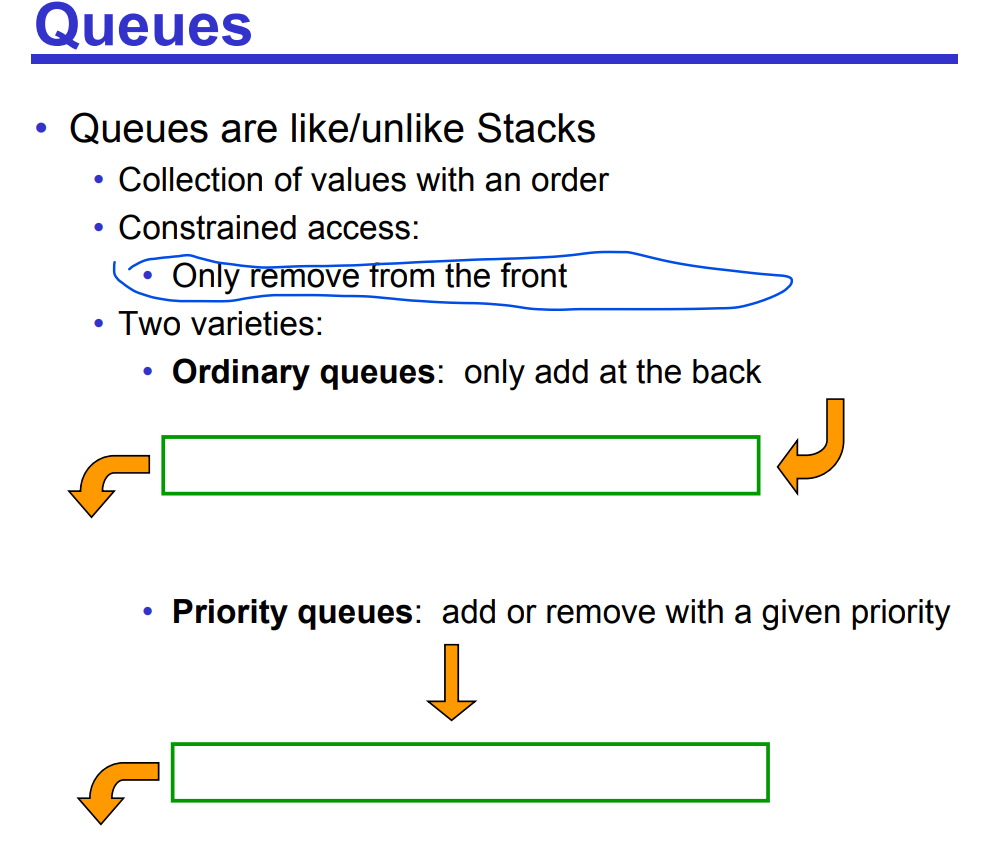 Queues
• Queues are like/unlike Stacks
• Collection of values with an order
• Constrained access:
• Only remove from the front
• Two varieties:
• Ordinary queues:  only add at the back
• Priority queues:  add or remove with a given priority